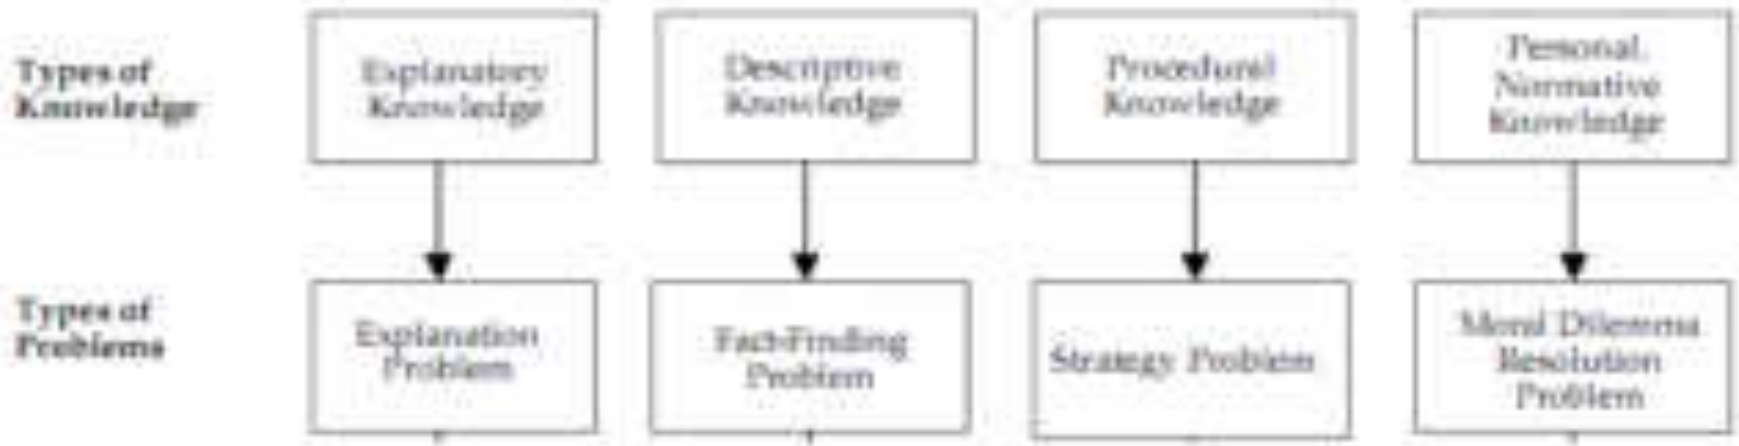 Types of
Knowledge
Explanatory
Knowledge
Descriptive
Knowledge
Procedural
Knowledge
Personal,
Normative
Knowledge
Types of
Problems
Explanation
Problem
Fact-Finding
Problem
Strategy Problem
Moral Dilemma
Resolution
Problem